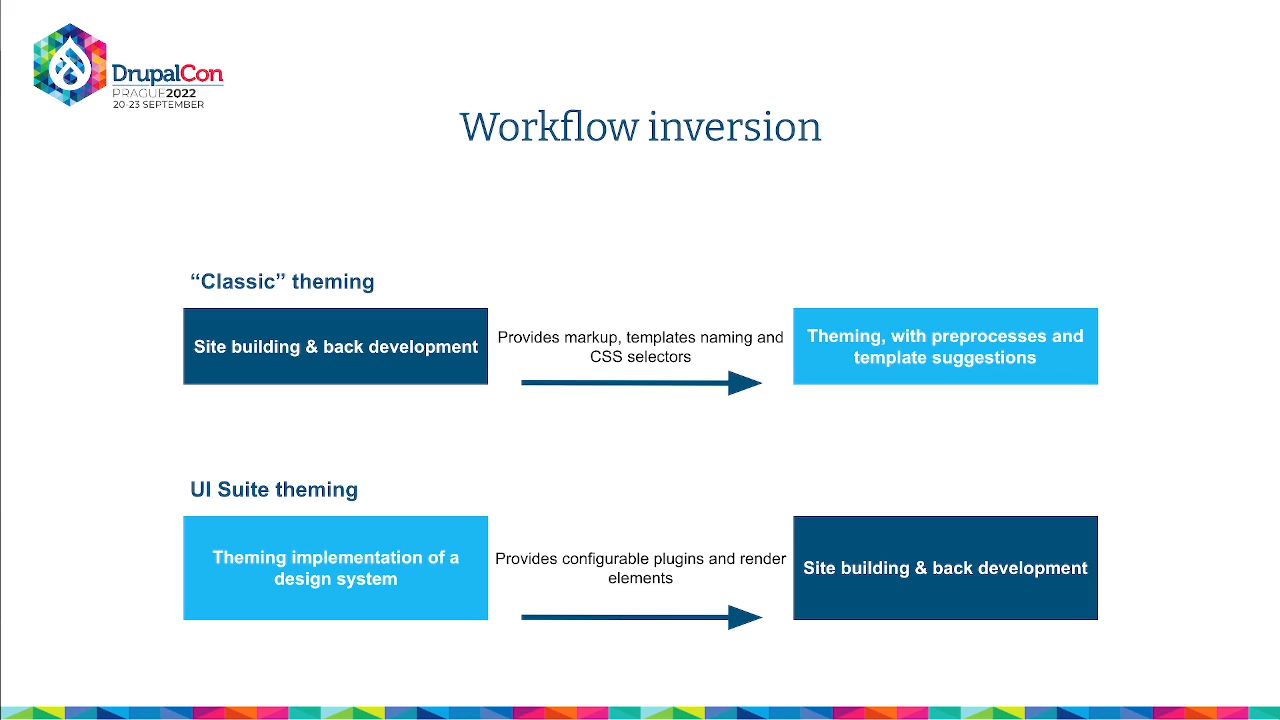 DrupalCon
PRAGUE2022
20-23 SEPTEMBER
Workflow inversion
“Classic” theming
Site building & back development
Provides markup, templates naming and
CSS selectors
Theming, with preprocesses and
template suggestions
UI Suite theming
Theming implementation of a
design system
Provides configurable plugins and render
elements
Site building & back development